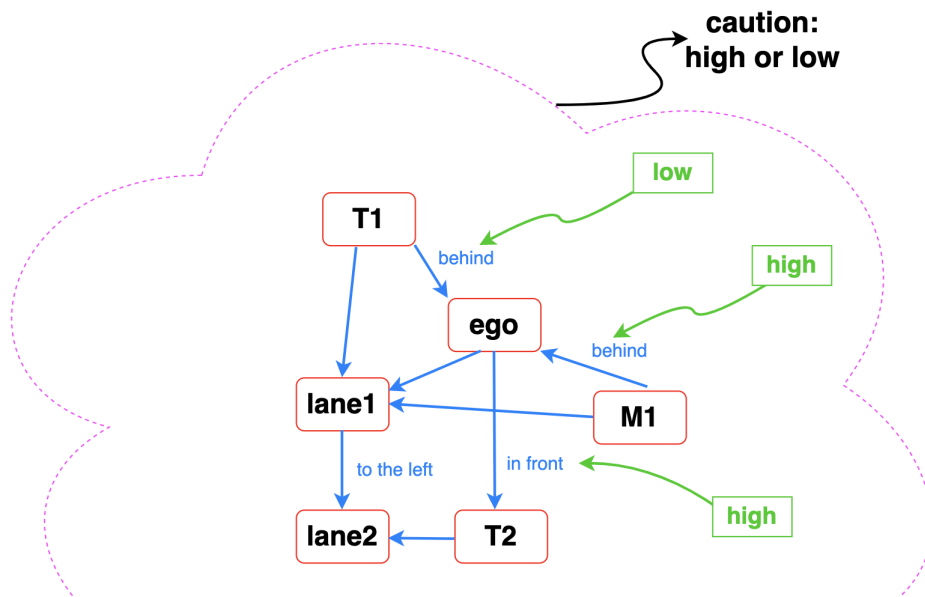 caution:
high or low
low
T1
behind
high
ego
behind
lane1
M1
to the left
in front
high
lane2
T2